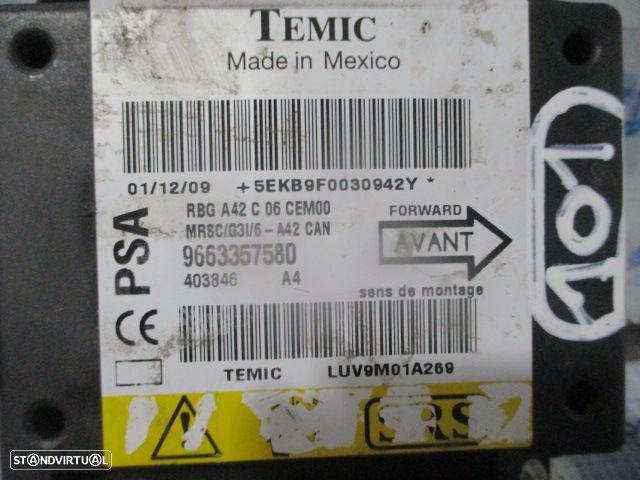 TEMIC
Made in Mexico
01/12/09 +5EKB9F0030942Y*
PSA
RBG A42 C 06 CEM00
MRSC/G3I/6- A42 CAN
9663357580
403846 A4
FORWARD
AVANT
sens de montage
CE
TEMIC LUV9M01A269
SRS
101
STANDVIRTUAL